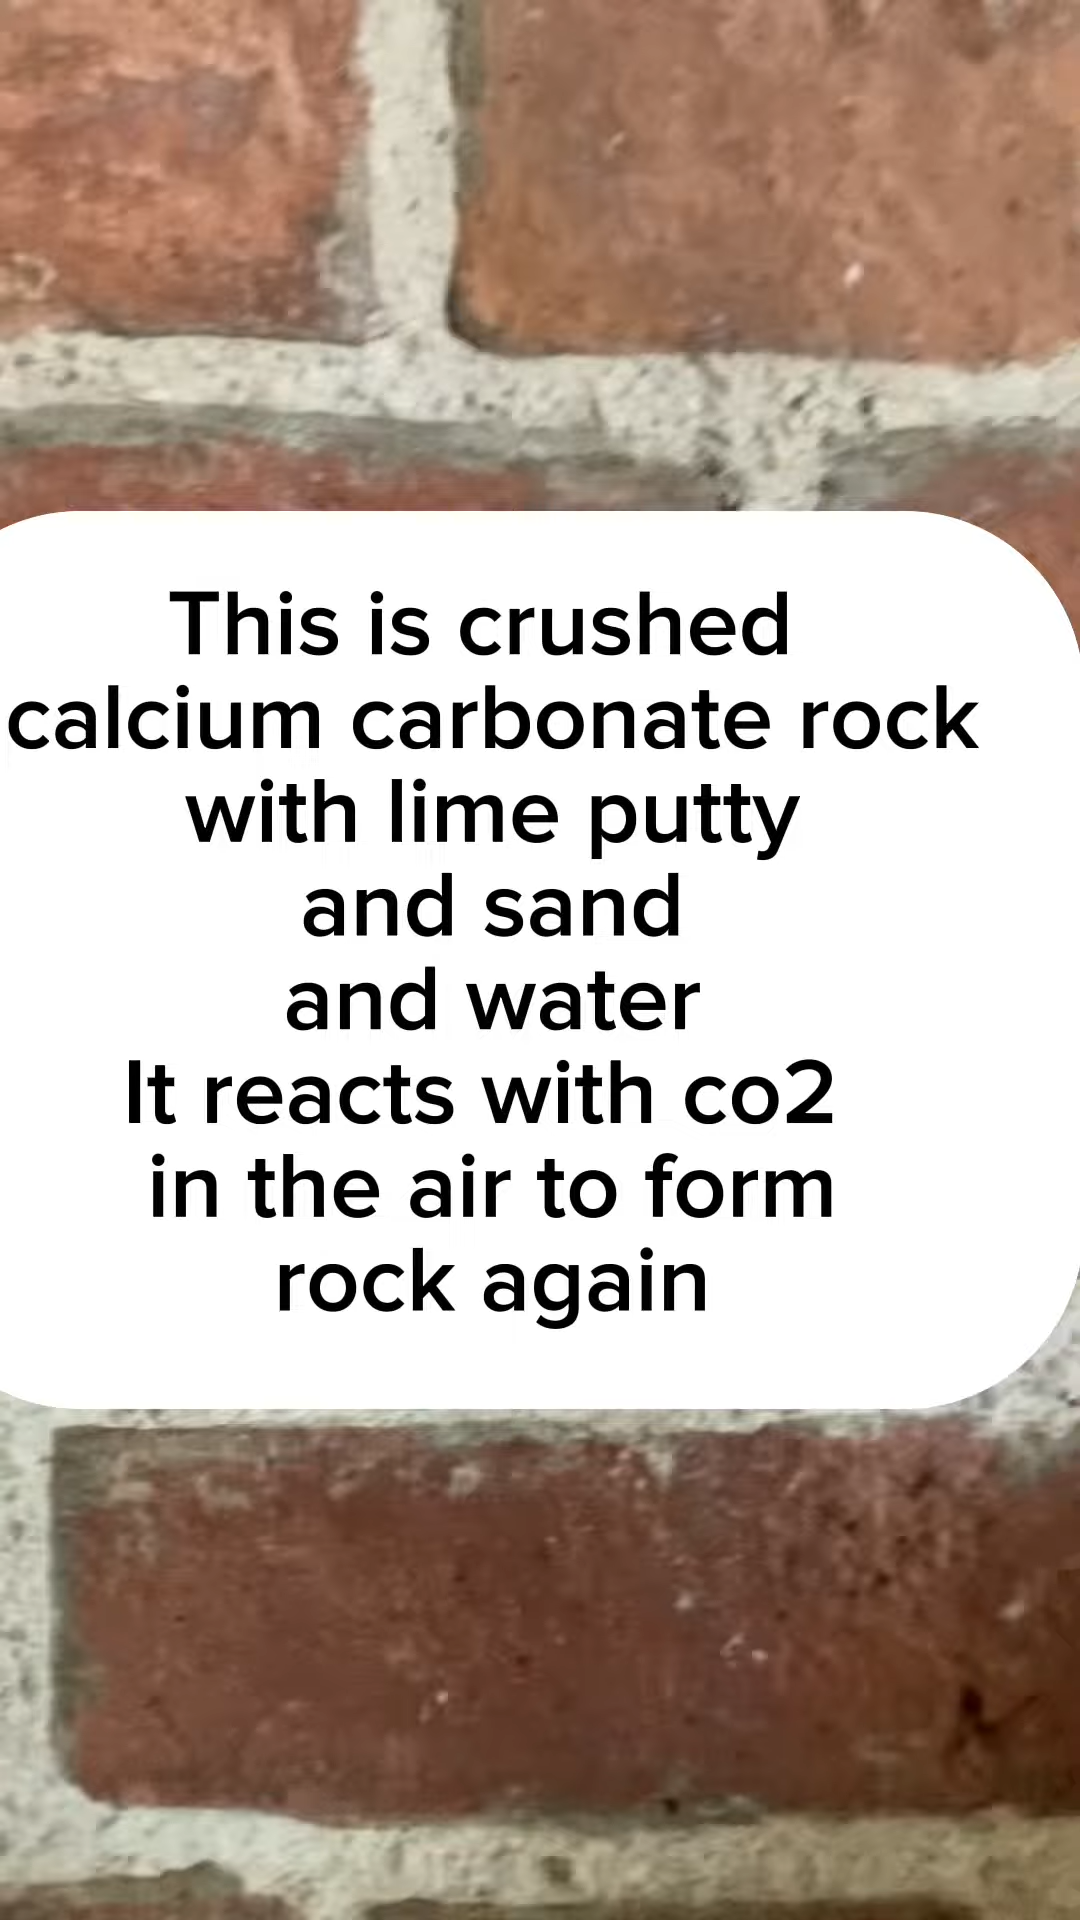 This is crushed
calcium carbonate rock
with lime putty
and sand
and water
It reacts with co2
in the air to form
rock again